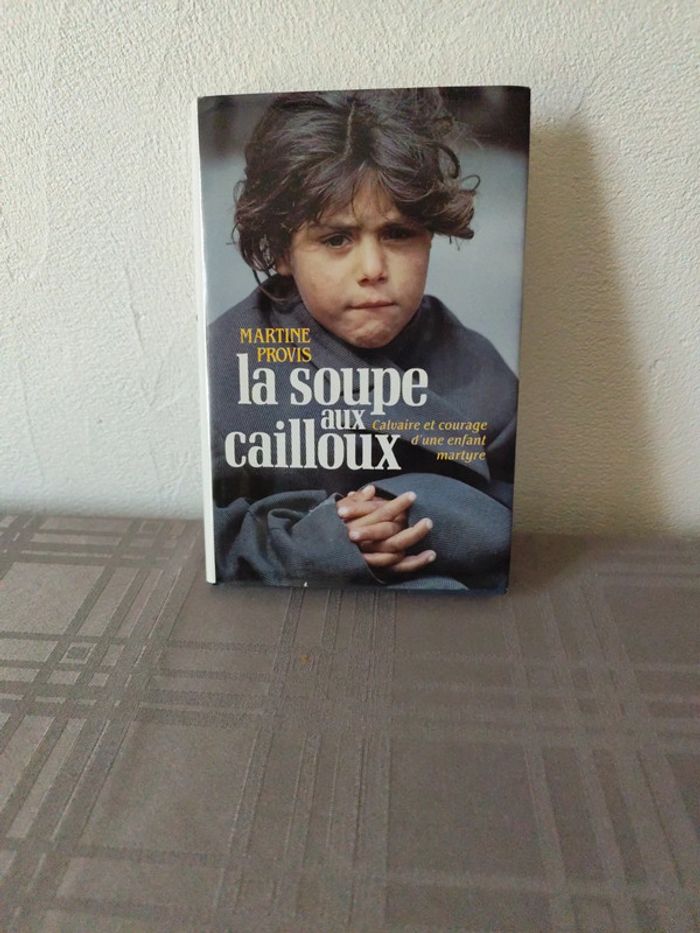 MARTINE
PROVIS
la soupe
aux
cailloux
Calvaire et courage
d'une enfant
martyre